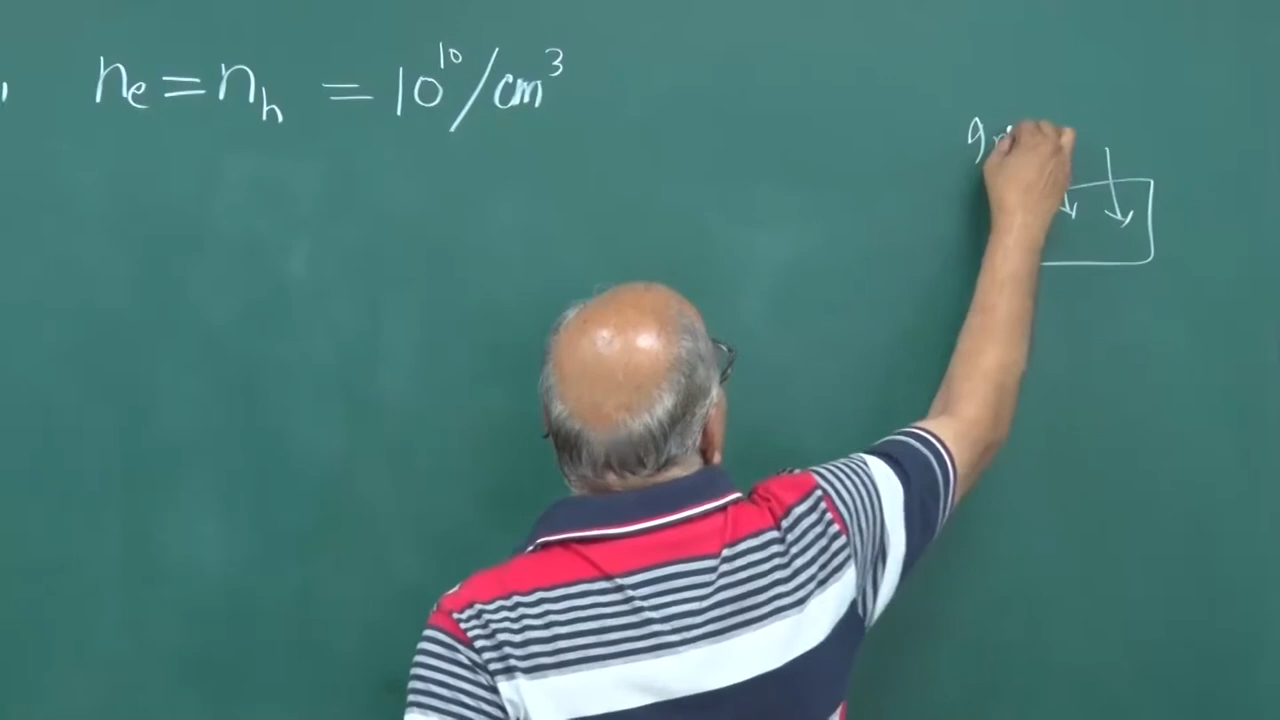 nₑ = nₕ = 10¹⁰/cm³